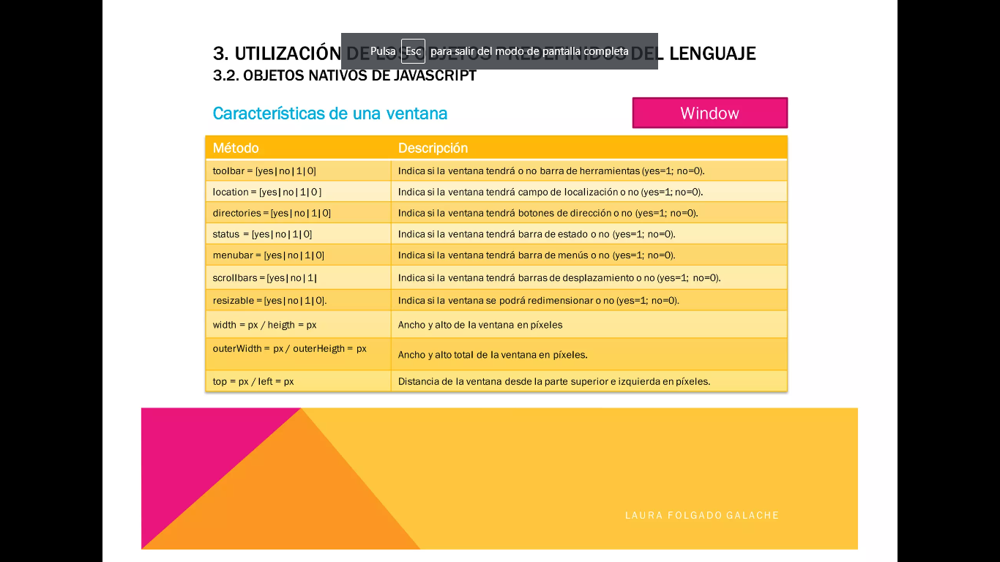 Pulsa Esc para salir del modo de pantalla completa
3. UTILIZACIÓN DE LOS OBJETOS PREDEFINIDOS DEL LENGUAJE
3.2. OBJETOS NATIVOS DE JAVASCRIPT
Características de una ventana
Window
Método Descripción
toolbar = [yes|no|1|0] Indica si la ventana tendrá o no barra de herramientas (yes=1; no=0).
location = [yes|no|1|0 ] Indica si la ventana tendrá campo de localización o no (yes=1; no=0).
directories = [yes|no|1|0] Indica si la ventana tendrá botones de dirección o no (yes=1; no=0).
status = [yes|no|1|0] Indica si la ventana tendrá barra de estado o no (yes=1; no=0).
menubar = [yes|no|1|0] Indica si la ventana tendrá barra de menús o no (yes=1; no=0).
scrollbars = [yes|no|1| Indica si la ventana tendrá barras de desplazamiento o no (yes=1; no=0).
resizable = [yes|no|1|0]. Indica si la ventana se podrá redimensionar o no (yes=1; no=0).
width = px / heigth = px Ancho y alto de la ventana en píxeles
outerWidth = px / outerHeigth = px Ancho y alto total de la ventana en píxeles.
top = px / left = px Distancia de la ventana desde la parte superior e izquierda en píxeles.
LAURA FOLGADO GALACHE